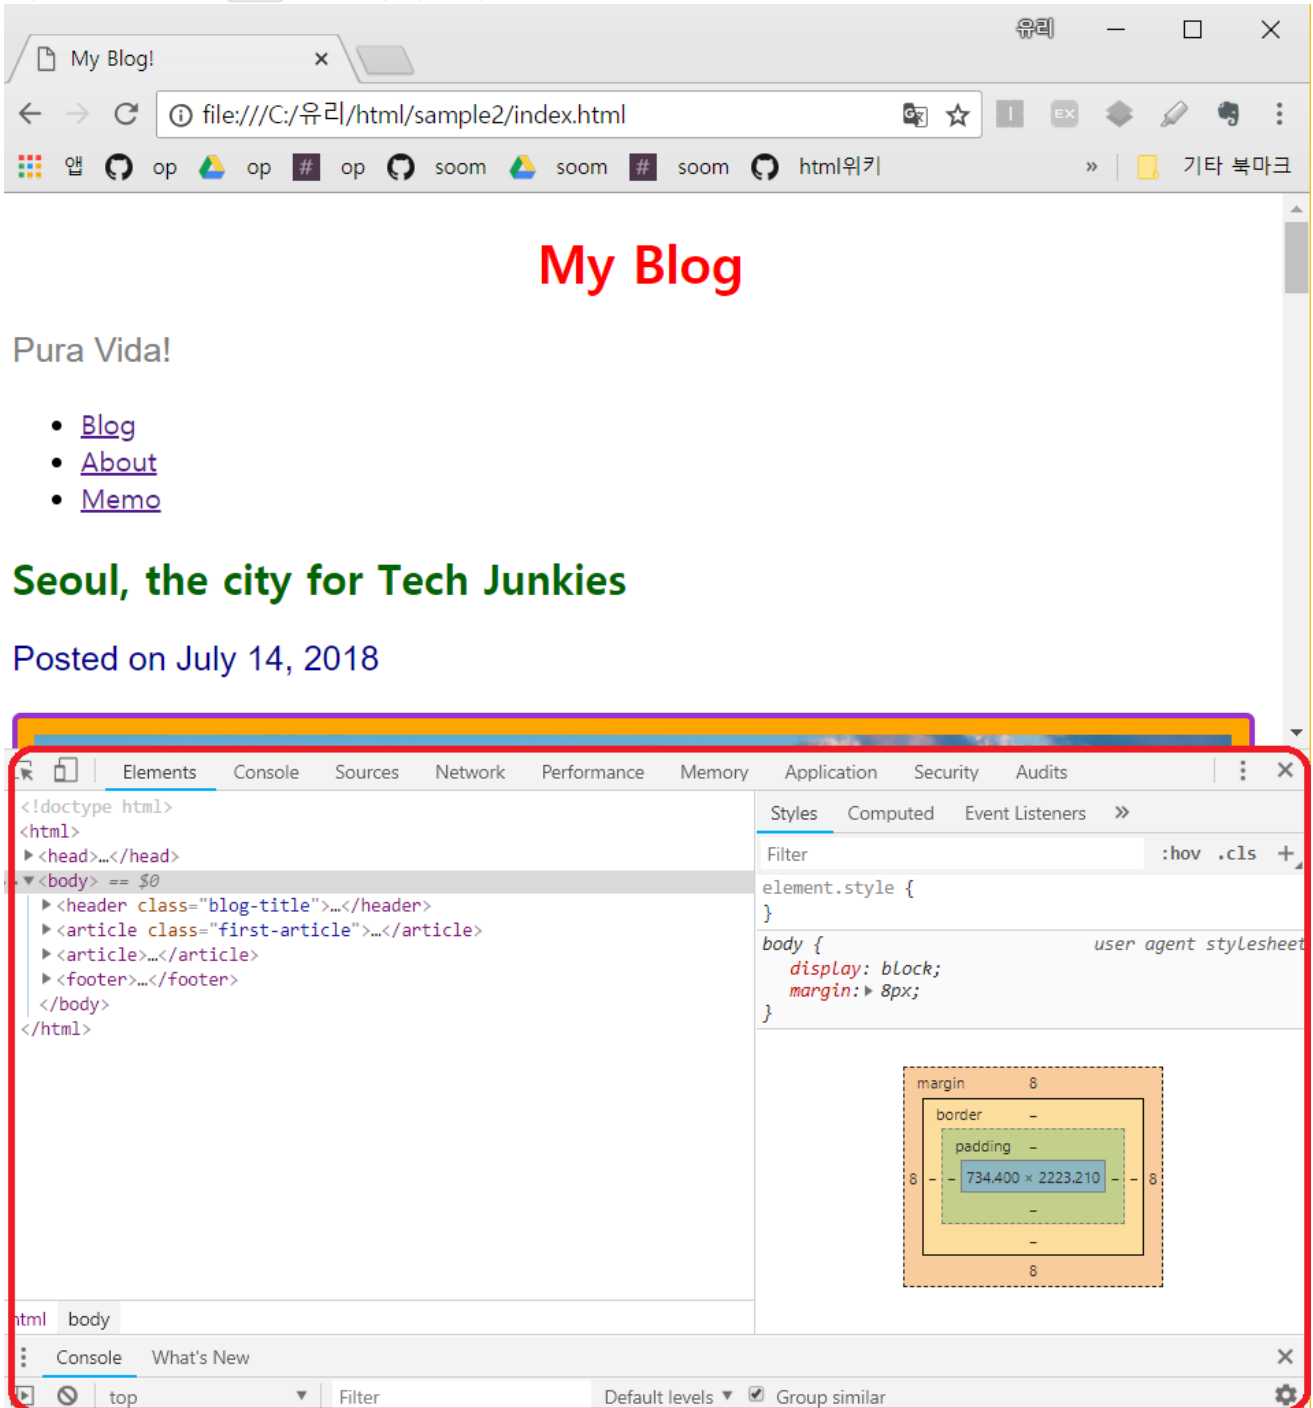 유리
My Blog!
file:///C:/유리/html/sample2/index.html
앱 op op # op soom soom # soom html위키 » 기타 북마크
My Blog
Pura Vida!
Blog
About
Memo
Seoul, the city for Tech Junkies
Posted on July 14, 2018
Elements Console Sources Network Performance Memory Application Security Audits
<!doctype html>
<html>
<head>…</head>
<body> == $0
<header class="blog-title">…</header>
<article class="first-article">…</article>
<article>…</article>
<footer>…</footer>
</body>
</html>
html body
Styles Computed Event Listeners »
Filter :hov .cls +
element.style {
}
body { user agent stylesheet
display: block;
margin: 8px;
}
margin 8
border –
padding –
8 – – 734.400 × 2223.210 – – 8
–
–
8
Console What's New
top Filter Default levels Group similar